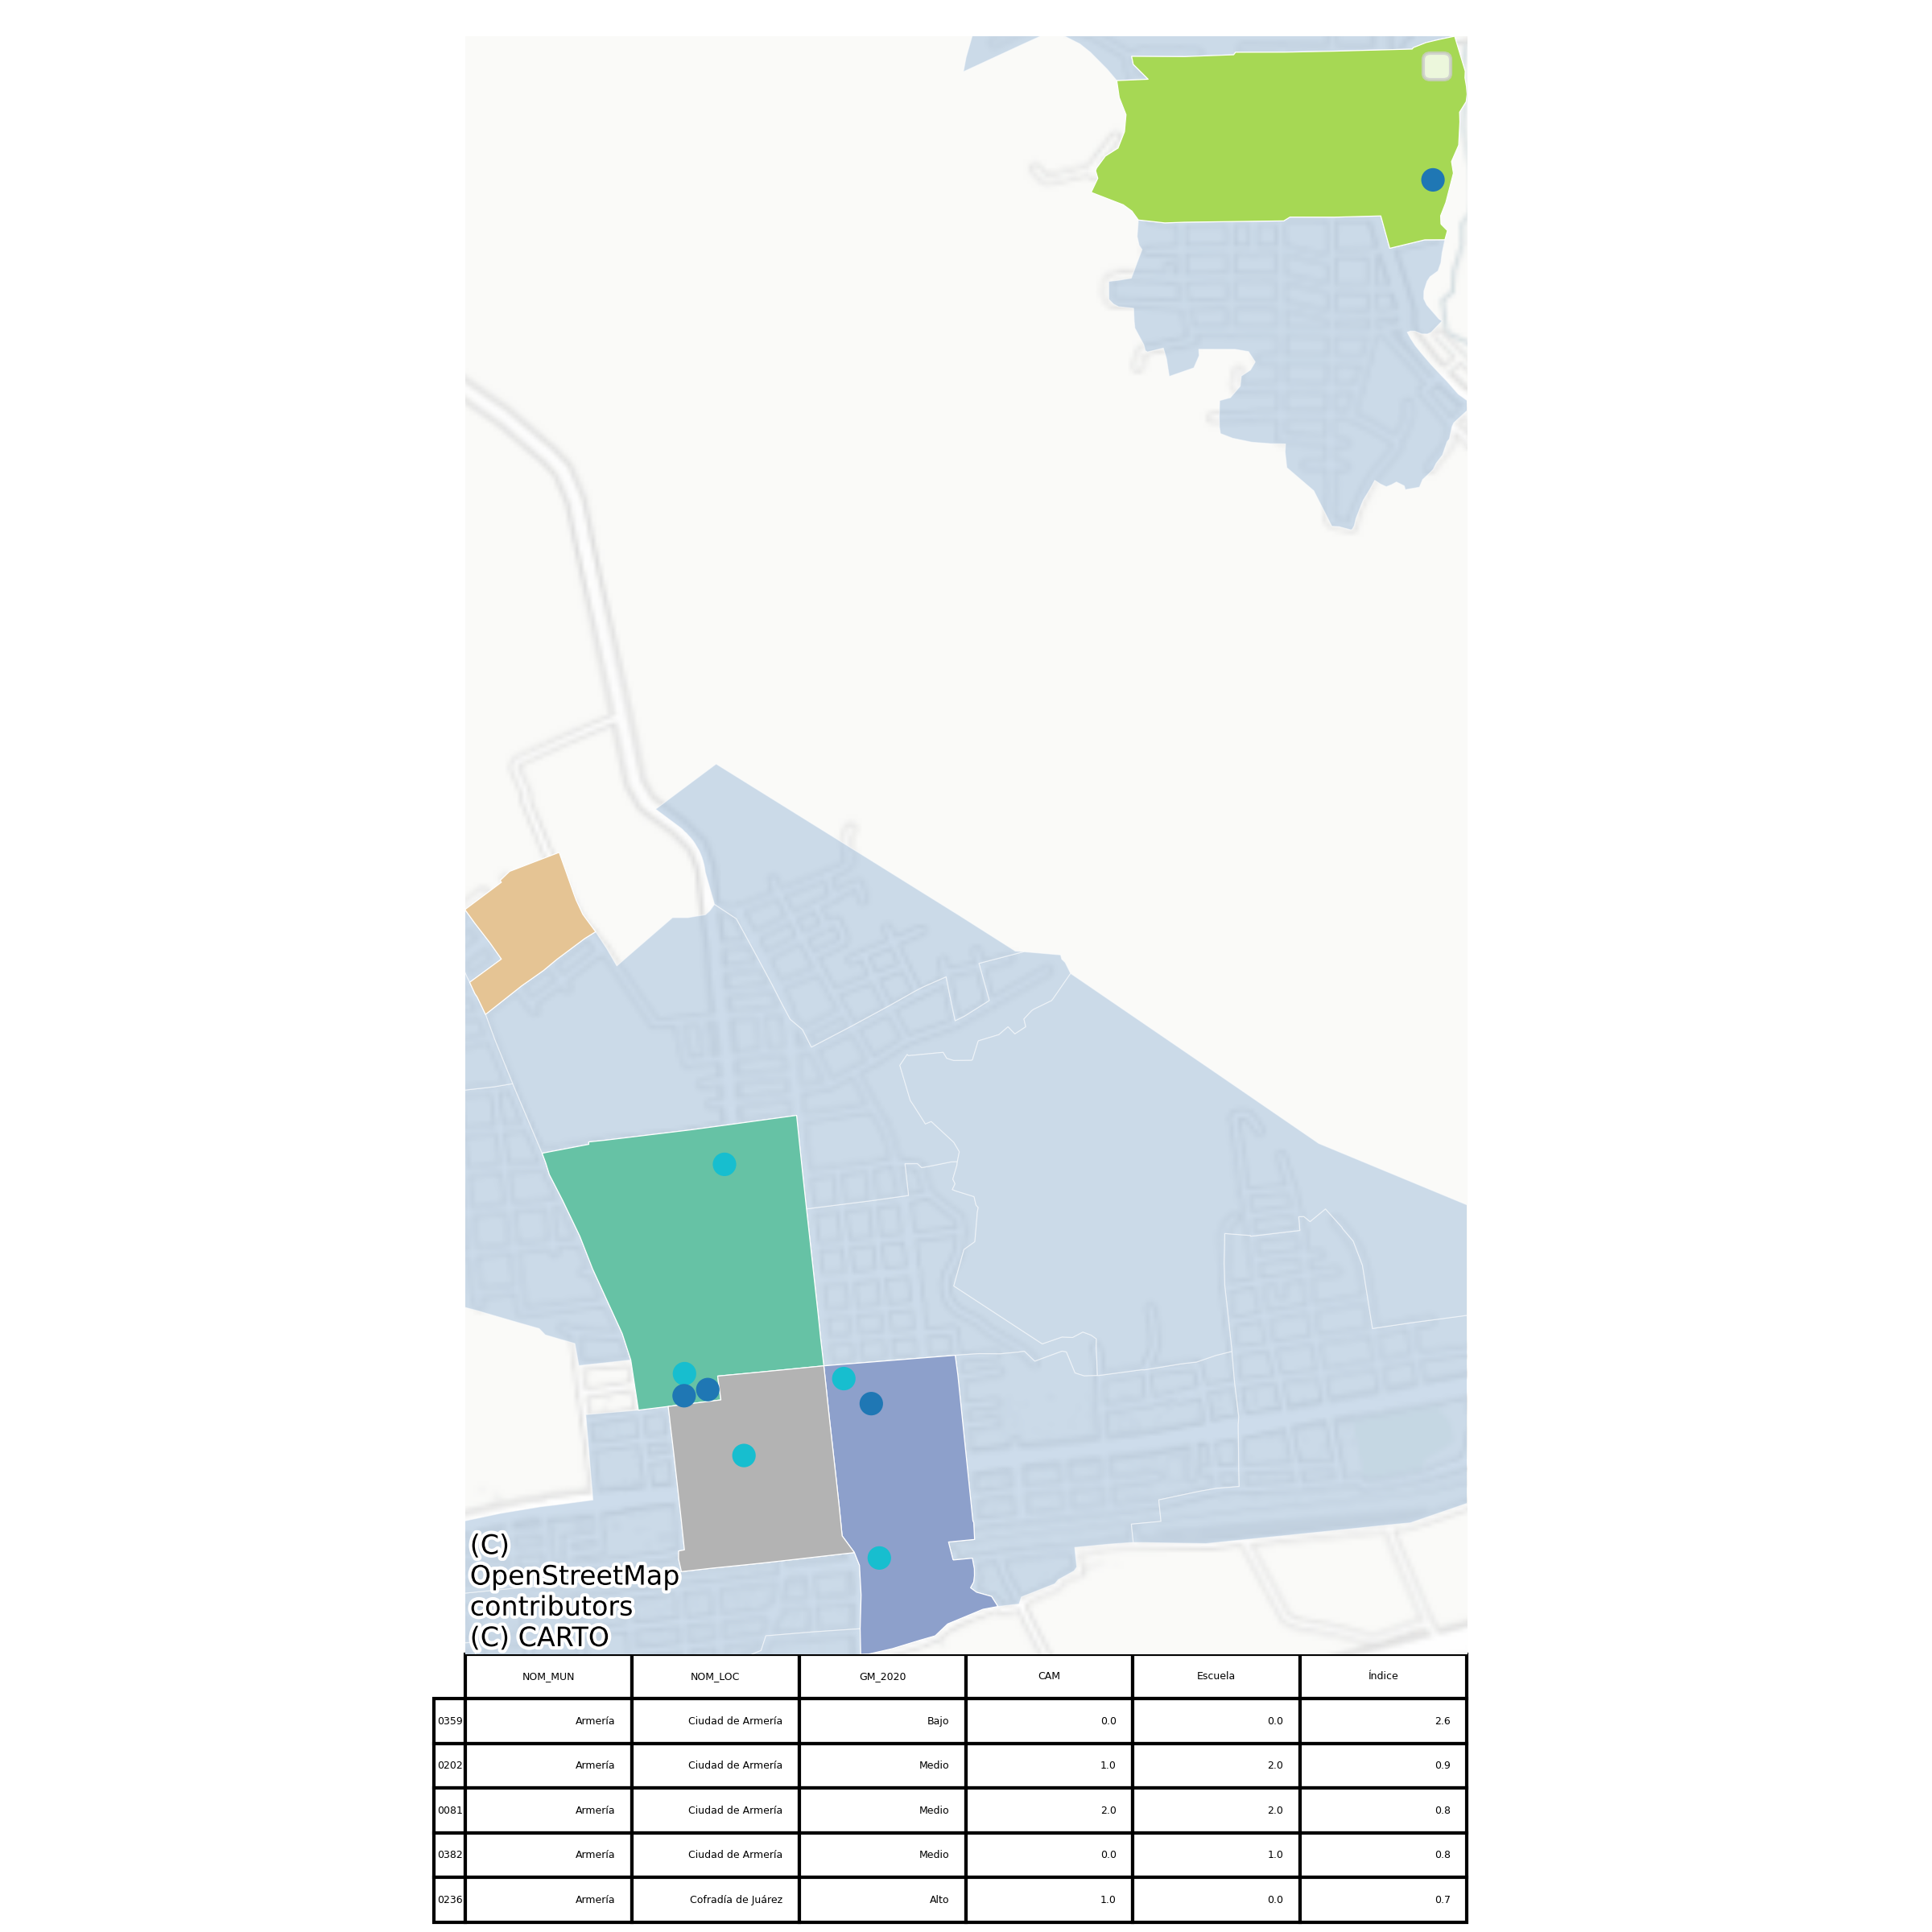 (C)
OpenStreetMap
contributors
(C) CARTO
NOM_MUN NOM_LOC GM_2020 CAM Escuela Índice
0359 Armería Ciudad de Armería Bajo 0.0 0.0 2.6
0202 Armería Ciudad de Armería Medio 1.0 2.0 0.9
0081 Armería Ciudad de Armería Medio 2.0 2.0 0.8
0382 Armería Ciudad de Armería Medio 0.0 1.0 0.8
0236 Armería Cofradía de Juárez Alto 1.0 0.0 0.7